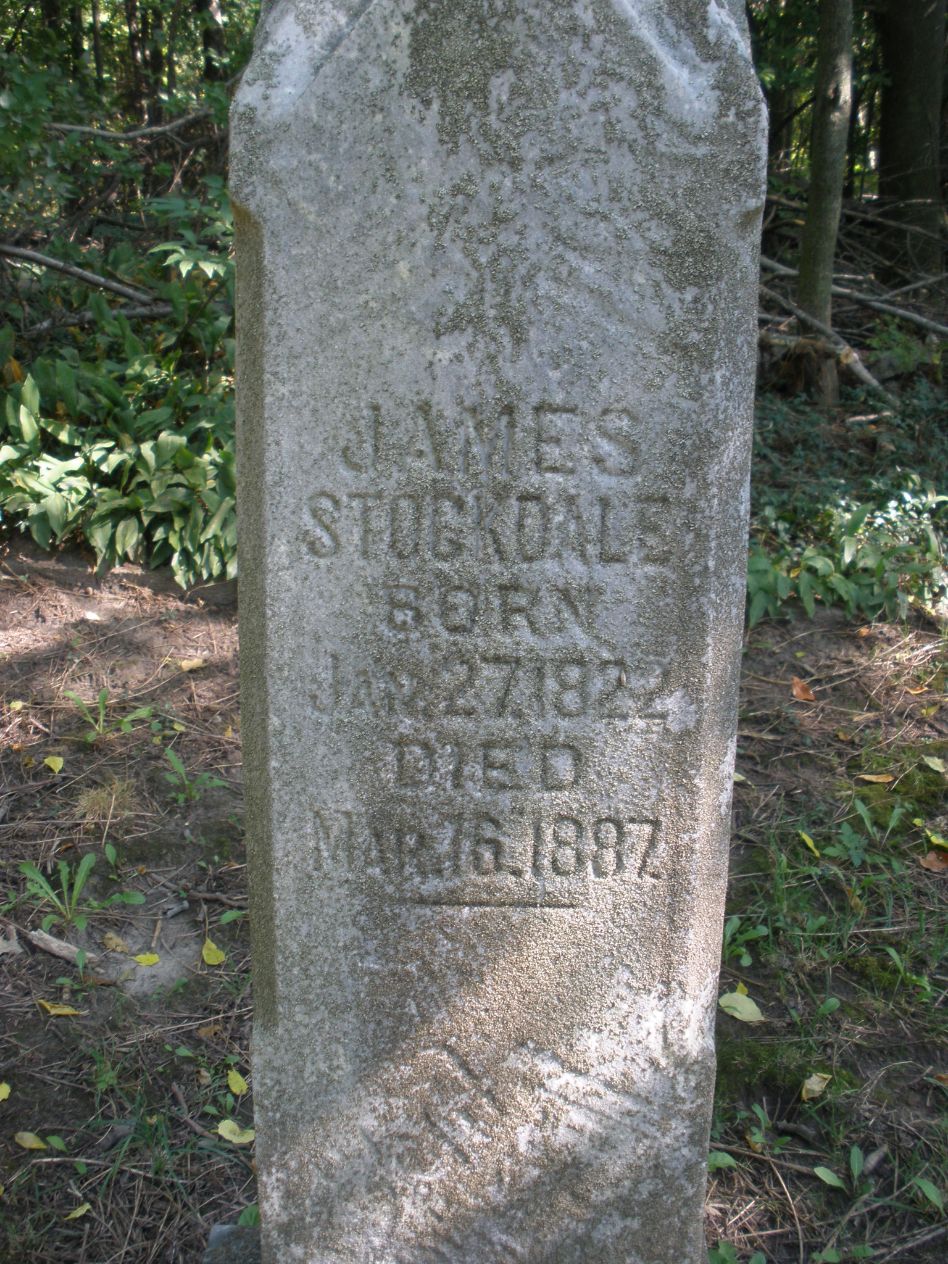 JAMES
STOCKDALE
BORN
JAN. 27, 1822
DIED
MAR. 16, 1887.